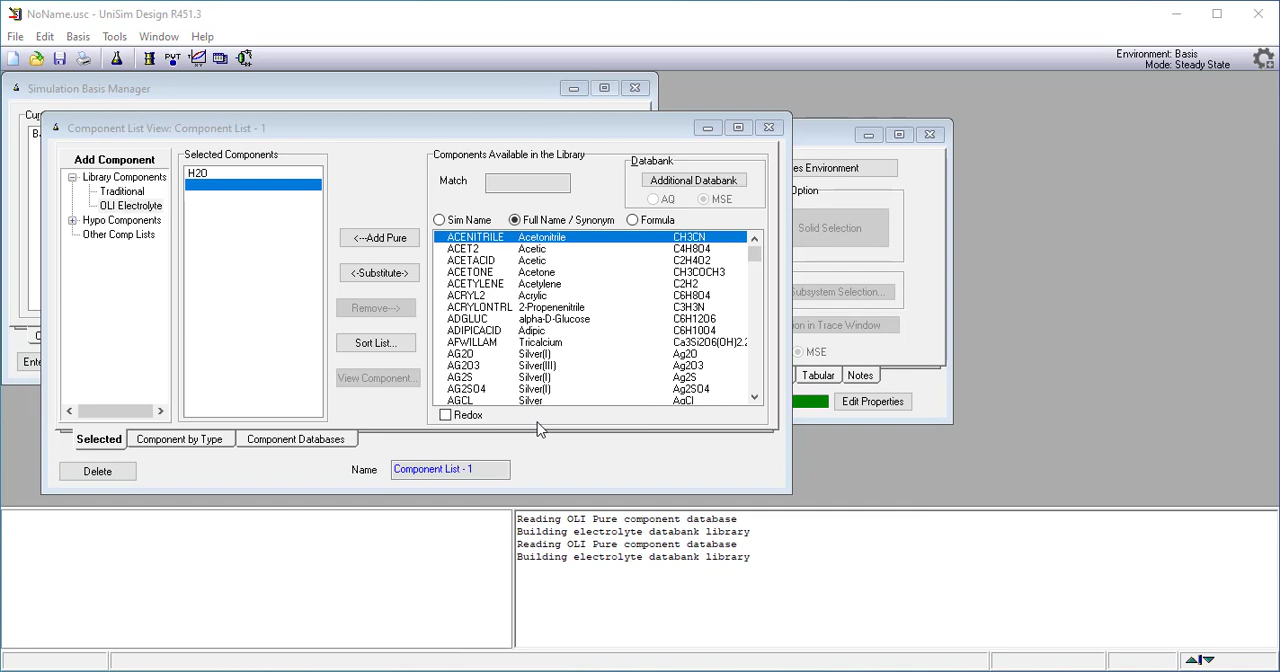 NoName.usc - UniSim Design R451.3
File Edit Basis Tools Window Help
PVT
Environment: Basis
Mode: Steady State
Simulation Basis Manager
Component List View: Component List - 1
Add Component
Library Components
Traditional
OLI Electrolyte
Hypo Components
Other Comp Lists
Selected Components
H2O
<---Add Pure
<-Substitute->
Remove--->
Sort List...
View Component...
Components Available in the Library
Match
Databank
Additional Databank
AQ MSE
Sim Name Full Name / Synonym Formula
ACENITRILE Acetonitrile CH3CN
ACET2 Acetic C4H8O4
ACETACID Acetic C2H4O2
ACETONE Acetone CH3COCH3
ACETYLENE Acetylene C2H2
ACRYL2 Acrylic C6H8O4
ACRYLONTRL 2-Propenenitrile C3H3N
ADGLUC alpha-D-Glucose C6H12O6
ADIPICACID Adipic C6H10O4
AFWILLAM Tricalcium Ca3Si2O6(OH)2.2
AG2O Silver(I) Ag2O
AG2O3 Silver(III) Ag2O3
AG2S Silver(I) Ag2S
AG2SO4 Silver(I) Ag2SO4
AGCL Silver AgCl
Redox
Selected Component by Type Component Databases
Delete
Name Component List - 1
es Environment
Option
Solid Selection
Subsystem Selection...
on in Trace Window
MSE
Tabular Notes
Edit Properties
Reading OLI Pure component database
Building electrolyte databank library
Reading OLI Pure component database
Building electrolyte databank library